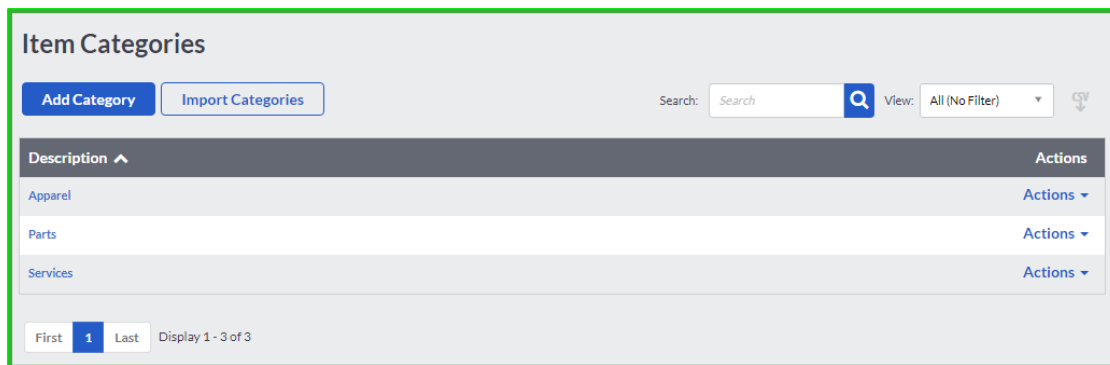 Item Categories
Add Category Import Categories Search: Search View: All (No Filter) CSV
Description Actions
Apparel Actions
Parts Actions
Services Actions
First 1 Last Display 1 - 3 of 3